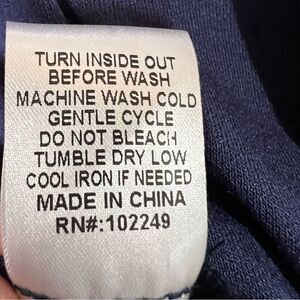 TURN INSIDE OUT
BEFORE WASH
MACHINE WASH COLD
GENTLE CYCLE
DO NOT BLEACH
TUMBLE DRY LOW
COOL IRON IF NEEDED
MADE IN CHINA
RN#:102249